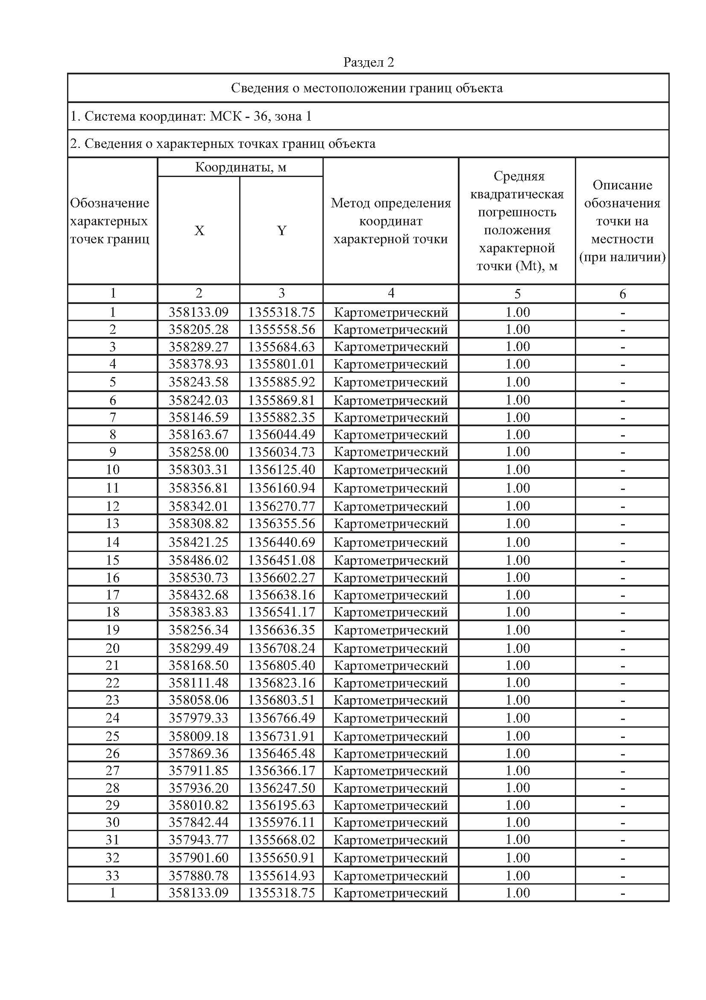 Раздел 2
Сведения о местоположении границ объекта
1. Система координат: МСК - 36, зона 1
2. Сведения о характерных точках границ объекта
Обозначение
характерных
точек границ
Координаты, м
X Y
Метод определения
координат
характерной точки
Средняя
квадратическая
погрешность
положения
характерной
точки (Mt), м
Описание
обозначения
точки на
местности
(при наличии)
1 2 3 4 5 6
1 358133.09 1355318.75 Картометрический 1.00 -
2 358205.28 1355558.56 Картометрический 1.00 -
3 358289.27 1355684.63 Картометрический 1.00 -
4 358378.93 1355801.01 Картометрический 1.00 -
5 358243.58 1355885.92 Картометрический 1.00 -
6 358242.03 1355869.81 Картометрический 1.00 -
7 358146.59 1355882.35 Картометрический 1.00 -
8 358163.67 1356044.49 Картометрический 1.00 -
9 358258.00 1356034.73 Картометрический 1.00 -
10 358303.31 1356125.40 Картометрический 1.00 -
11 358356.81 1356160.94 Картометрический 1.00 -
12 358342.01 1356270.77 Картометрический 1.00 -
13 358308.82 1356355.56 Картометрический 1.00 -
14 358421.25 1356440.69 Картометрический 1.00 -
15 358486.02 1356451.08 Картометрический 1.00 -
16 358530.73 1356602.27 Картометрический 1.00 -
17 358432.68 1356638.16 Картометрический 1.00 -
18 358383.83 1356541.17 Картометрический 1.00 -
19 358256.34 1356636.35 Картометрический 1.00 -
20 358299.49 1356708.24 Картометрический 1.00 -
21 358168.50 1356805.40 Картометрический 1.00 -
22 358111.48 1356823.16 Картометрический 1.00 -
23 358058.06 1356803.51 Картометрический 1.00 -
24 357979.33 1356766.49 Картометрический 1.00 -
25 358009.18 1356731.91 Картометрический 1.00 -
26 357869.36 1356465.48 Картометрический 1.00 -
27 357911.85 1356366.17 Картометрический 1.00 -
28 357936.20 1356247.50 Картометрический 1.00 -
29 358010.82 1356195.63 Картометрический 1.00 -
30 357842.44 1355976.11 Картометрический 1.00 -
31 357943.77 1355668.02 Картометрический 1.00 -
32 357901.60 1355650.91 Картометрический 1.00 -
33 357880.78 1355614.93 Картометрический 1.00 -
1 358133.09 1355318.75 Картометрический 1.00 -